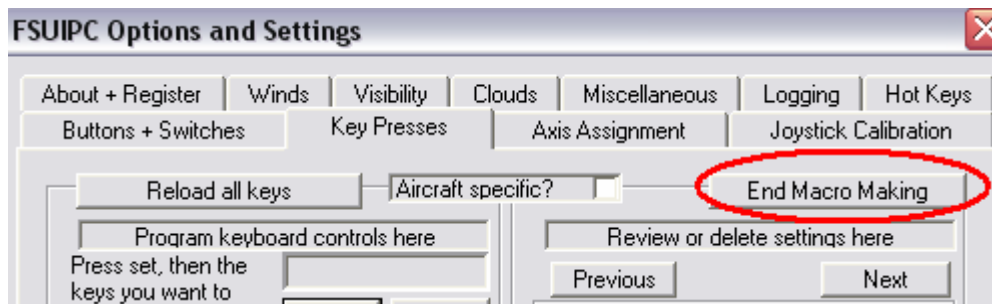 FSUIPC Options and Settings
About + Register Winds Visibility Clouds Miscellaneous Logging Hot Keys
Buttons + Switches Key Presses Axis Assignment Joystick Calibration
Reload all keys Aircraft specific? End Macro Making
Program keyboard controls here Review or delete settings here
Press set, then the
keys you want to Previous Next